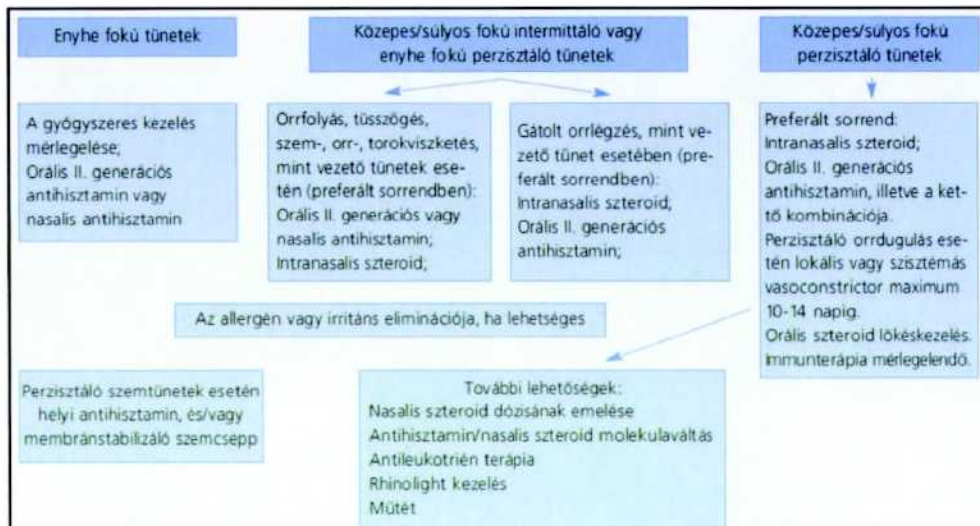 Enyhe fokú tünetek
Közepes/súlyos fokú intermittáló vagy
enyhe fokú perzisztáló tünetek
Közepes/súlyos fokú
perzisztáló tünetek
A gyógyszeres kezelés
mérlegelése;
Orális II. generációs
antihisztamin vagy
nasalis antihisztamin
Orrfolyás, tüsszögés,
szem-, orr-, torokviszketés,
mint vezető tünetek ese-
tén (preferált sorrendben):
Orális II. generációs vagy
nasalis antihisztamin;
Intranasalis szteroid;
Gátolt orrlégzés, mint ve-
zető tünet esetében (pre-
ferált sorrendben):
Intranasalis szteroid;
Orális II. generációs
antihisztamin;
Preferált sorrend:
Intranasalis szteroid;
Orális II. generációs
antihisztamin, illetve a ket-
tő kombinációja.
Perzisztáló orrdugulás ese-
tén lokális vagy szisztémás
vasoconstrictor maximum
10-14 napig.
Orális szteroid lökéskezelés.
Immunterápia mérlegelendő.
Az allergén vagy irritáns eliminációja, ha lehetséges
Perzisztáló szemtünetek esetén
helyi antihisztamin, és/vagy
membránstabilizáló szemcsepp
További lehetőségek:
Nasalis szteroid dózisának emelése
Antihisztamin/nasalis szteroid molekulaváltás
Antileukotrién terápia
Rhinolight kezelés
Műtét